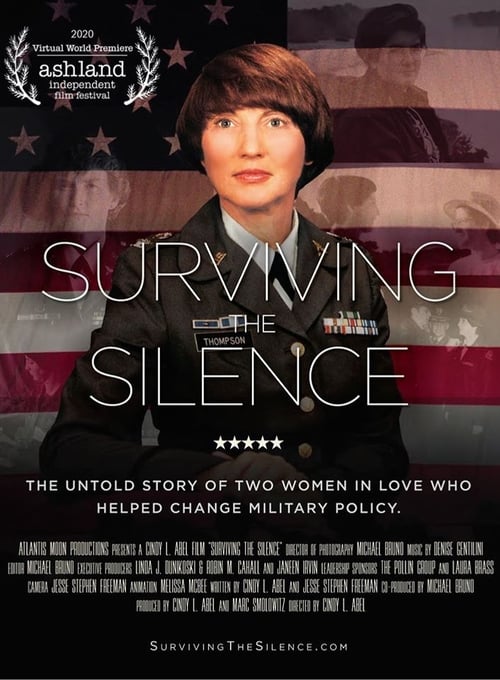 2020
Virtual World Premiere
ashland
independent
film festival
SURVIVING
THE
THOMPSON
SILENCE
THE UNTOLD STORY OF TWO WOMEN IN LOVE WHO
HELPED CHANGE MILITARY POLICY.
ATLANTIS MOON PRODUCTIONS PRESENTS A CINDY L. ABEL FILM "SURVIVING THE SILENCE" DIRECTOR OF PHOTOGRAPHY MICHAEL BRUNO MUSIC BY DENISE GENTILINI
EDITOR MICHAEL BRUNO EXECUTIVE PRODUCERS LINDA J. DUNIKOSKI & ROBIN M. CAHALL AND JANEEN IRVIN LEADERSHIP SPONSORS THE POLLIN GROUP AND LAURA BRASS
CAMERA JESSE STEPHEN FREEMAN ANIMATION MELISSA MCBEE WRITTEN BY CINDY L. ABEL AND JESSE STEPHEN FREEMAN CO-PRODUCED BY MICHAEL BRUNO
PRODUCED BY CINDY L. ABEL AND MARC SMOLOWITZ DIRECTED BY CINDY L. ABEL
SURVIVINGTHESILENCE.COM